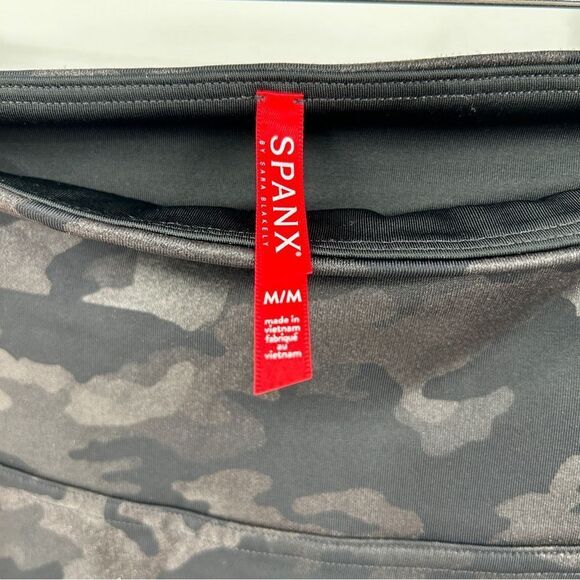 SPANX®
BY SARA BLAKELY
M/M
made in
vietnam
fabriqué
au
vietnam